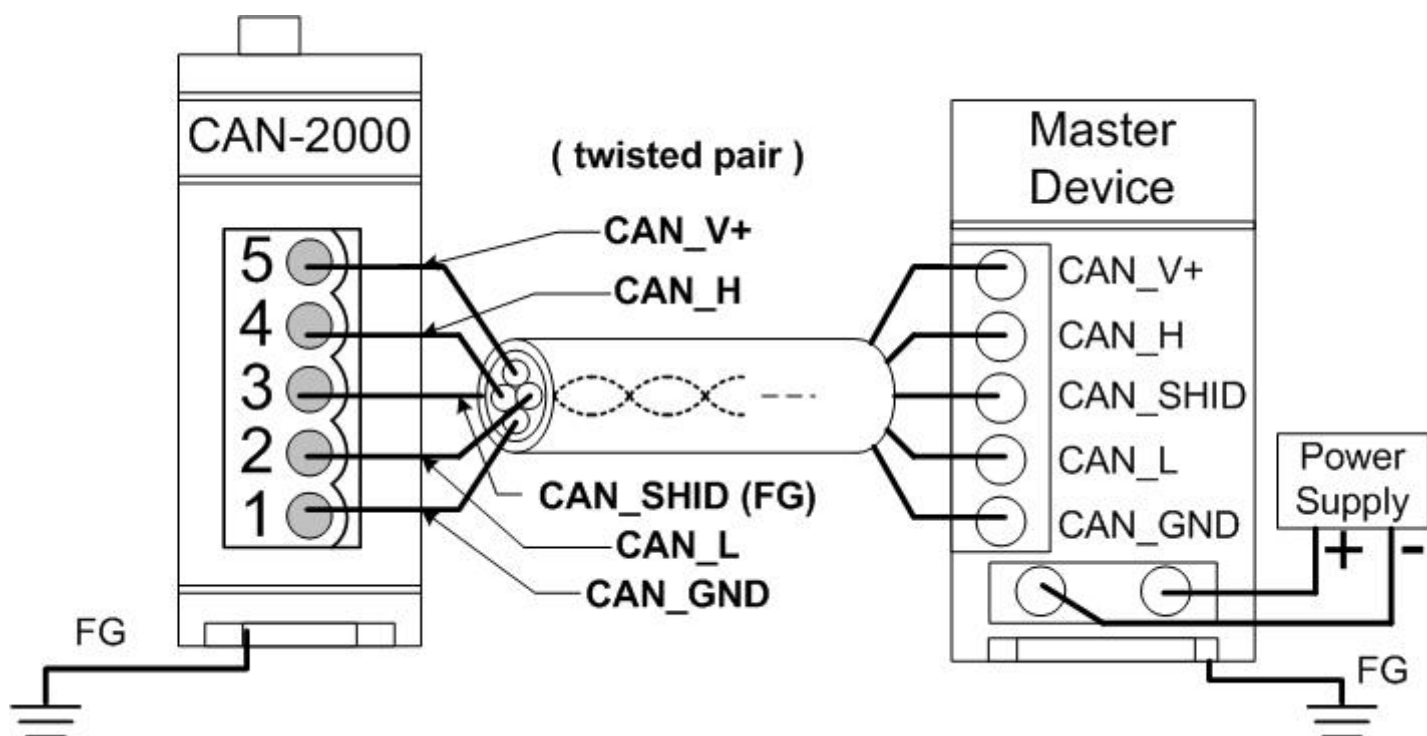 CAN-2000
( twisted pair )
5
4
3
2
1
CAN_V+
CAN_H
CAN_SHID (FG)
CAN_L
CAN_GND
FG
Master
Device
CAN_V+
CAN_H
CAN_SHID
CAN_L
CAN_GND
Power
Supply
+ -
FG